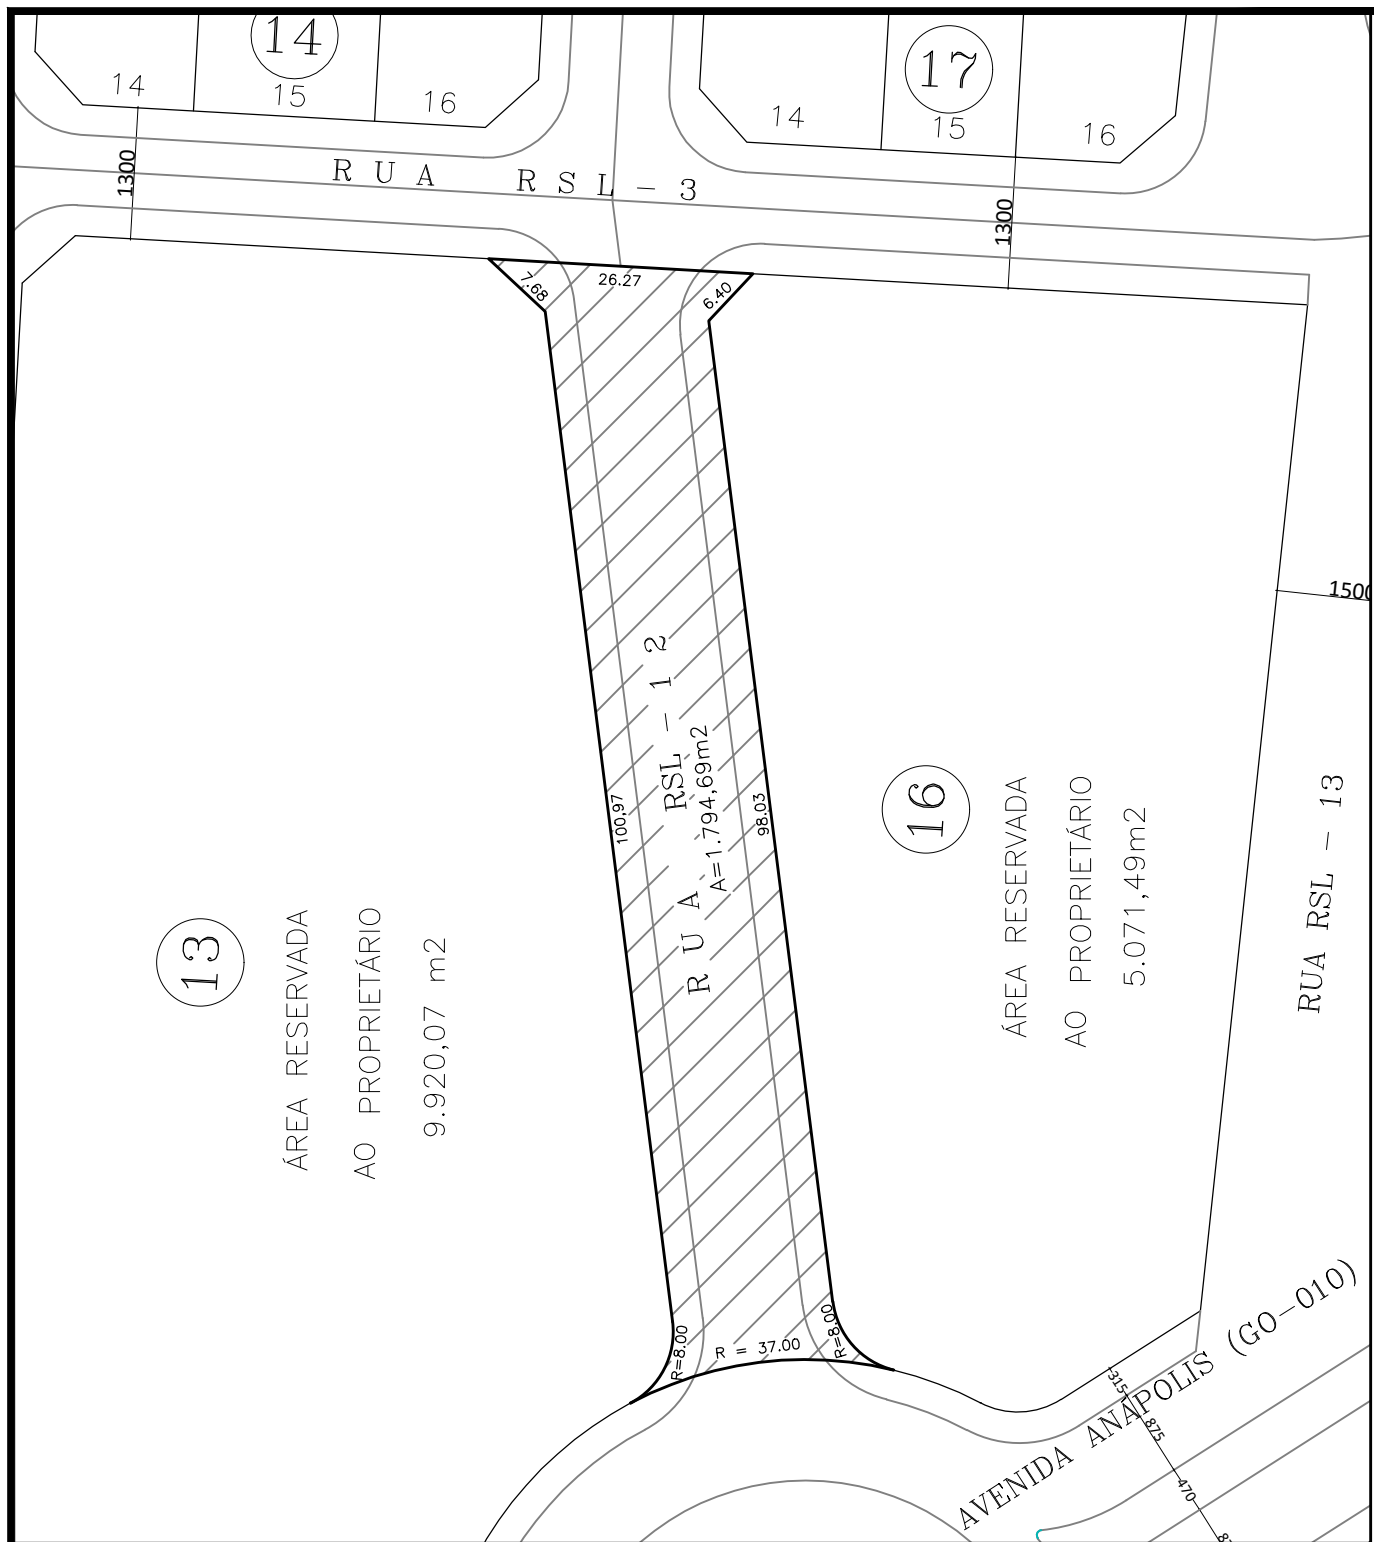 14
14
15
16
17
14
15
16
1300
RUA RSL-3
1300
7.68
26.27
6.40
1500
RUA RSL-12
A=1.794,69m2
100,97
98.03
13
ÁREA RESERVADA
AO PROPRIETÁRIO
9.920,07 m2
16
ÁREA RESERVADA
AO PROPRIETÁRIO
5.071,49m2
RUA RSL-13
R=8.00
R = 37.00
R=8.00
AVENIDA ANÁPOLIS (GO-010)
315
875
470